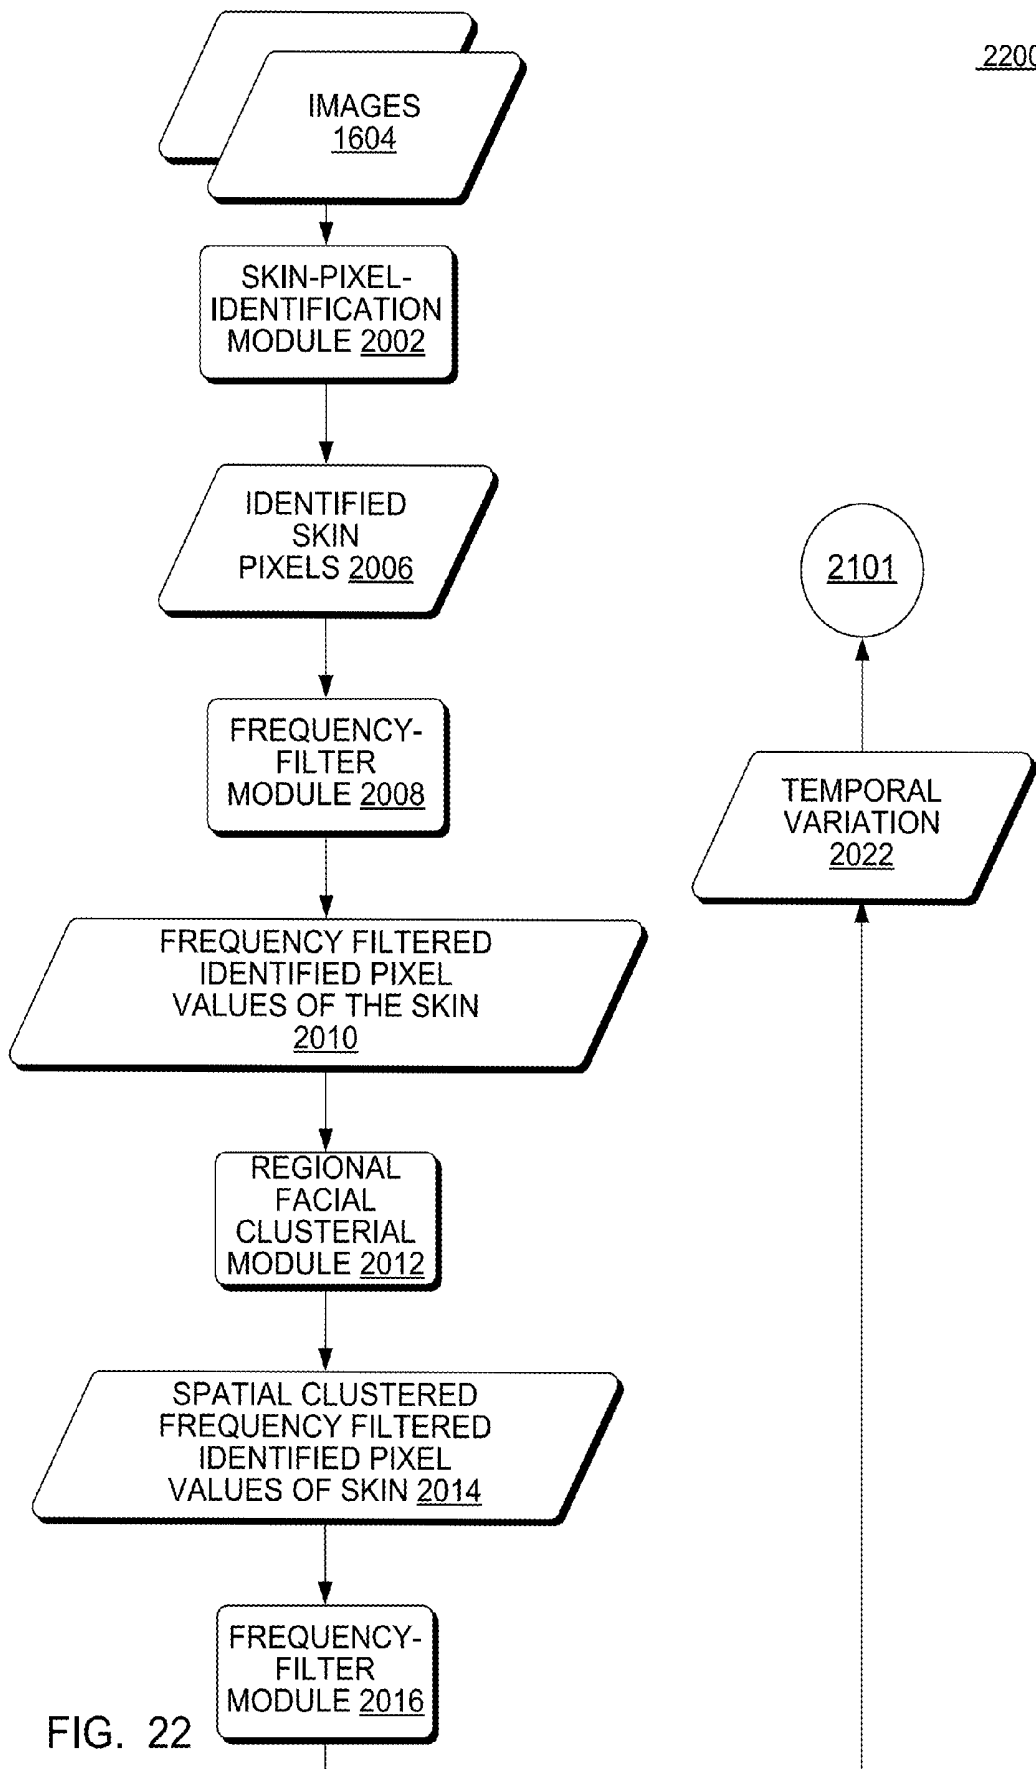 2200
IMAGES
1604
SKIN-PIXEL-
IDENTIFICATION
MODULE 2002
IDENTIFIED
SKIN
PIXELS 2006
FREQUENCY-
FILTER
MODULE 2008
FREQUENCY FILTERED
IDENTIFIED PIXEL
VALUES OF THE SKIN
2010
REGIONAL
FACIAL
CLUSTERIAL
MODULE 2012
SPATIAL CLUSTERED
FREQUENCY FILTERED
IDENTIFIED PIXEL
VALUES OF SKIN 2014
FREQUENCY-
FILTER
MODULE 2016
2101
TEMPORAL
VARIATION
2022
FIG. 22